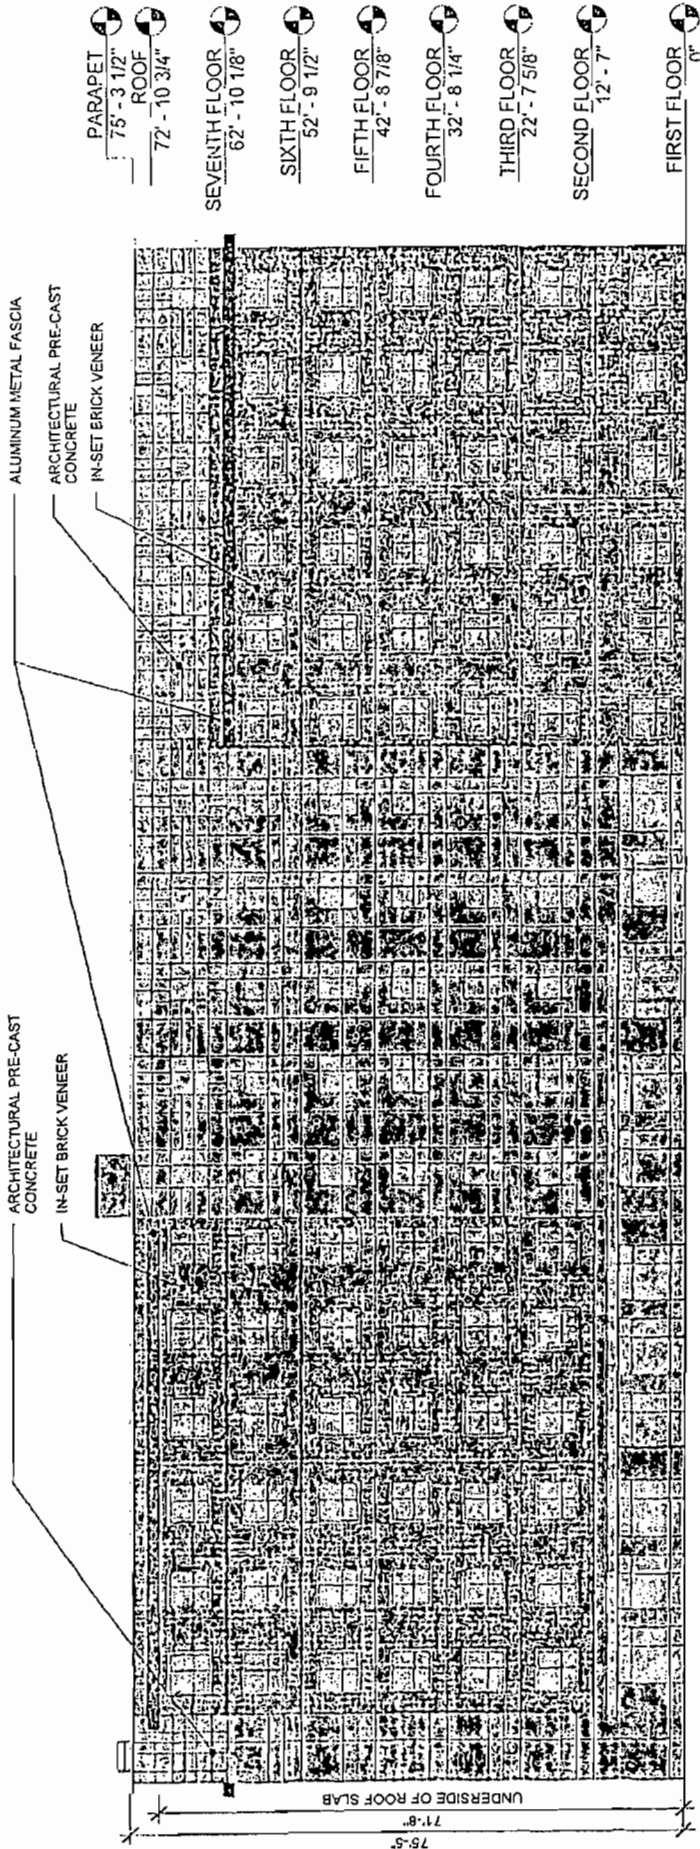 ARCHITECTURAL PRE-CAST
CONCRETE
IN-SET BRICK VENEER
ALUMINUM METAL FASCIA
ARCHITECTURAL PRE-CAST
CONCRETE
IN-SET BRICK VENEER
PARAPET
75' - 3 1/2"
ROOF
72' - 10 3/4"
SEVENTH FLOOR
62' - 10 1/8"
SIXTH FLOOR
52' - 9 1/2"
FIFTH FLOOR
42' - 8 7/8"
FOURTH FLOOR
32' - 8 1/4"
THIRD FLOOR
22' - 7 5/8"
SECOND FLOOR
12' - 7"
FIRST FLOOR
0"
75'-5"
71'-8"
UNDERSIDE OF ROOF SLAB